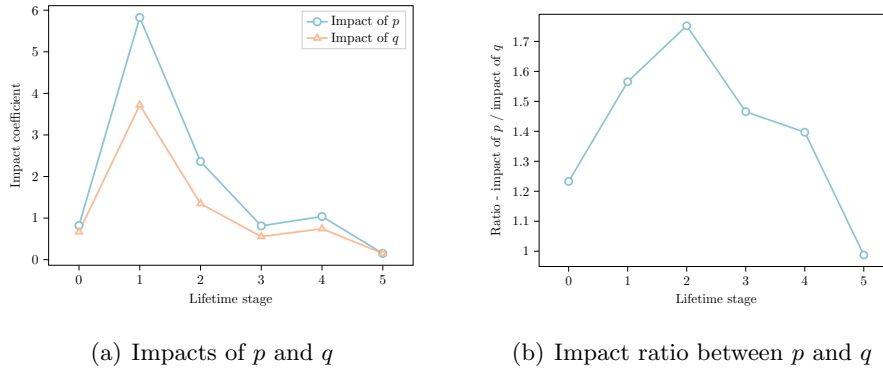 Impact coefficient
6
5
4
3
2
1
0
Impact of p
Impact of q
0 1 2 3 4 5
Lifetime stage
(a) Impacts of p and q
Ratio - impact of p / impact of q
1.7
1.6
1.5
1.4
1.3
1.2
1.1
1
0 1 2 3 4 5
Lifetime stage
(b) Impact ratio between p and q